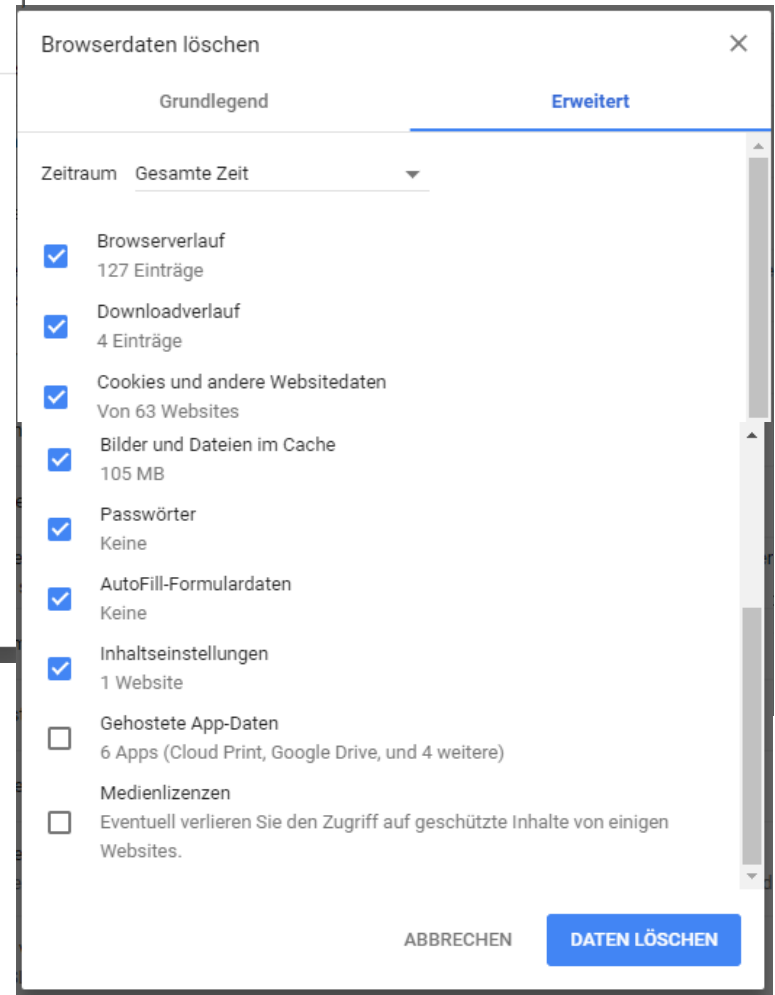 Browserdaten löschen
Grundlegend
Erweitert
Zeitraum Gesamte Zeit
Browserverlauf
127 Einträge
Downloadverlauf
4 Einträge
Cookies und andere Websitedaten
Von 63 Websites
Bilder und Dateien im Cache
105 MB
Passwörter
Keine
AutoFill-Formulardaten
Keine
Inhaltseinstellungen
1 Website
Gehostete App-Daten
6 Apps (Cloud Print, Google Drive, und 4 weitere)
Medienlizenzen
Eventuell verlieren Sie den Zugriff auf geschützte Inhalte von einigen
Websites.
ABBRECHEN
DATEN LÖSCHEN